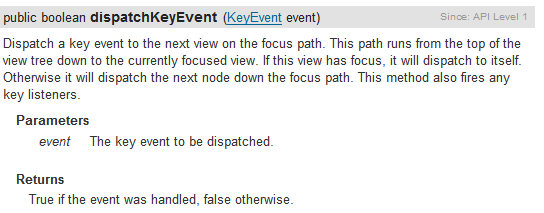 public boolean dispatchKeyEvent (KeyEvent event) Since: API Level 1
Dispatch a key event to the next view on the focus path. This path runs from the top of the
view tree down to the currently focused view. If this view has focus, it will dispatch to itself.
Otherwise it will dispatch the next node down the focus path. This method also fires any
key listeners.
Parameters
event The key event to be dispatched.
Returns
True if the event was handled, false otherwise.